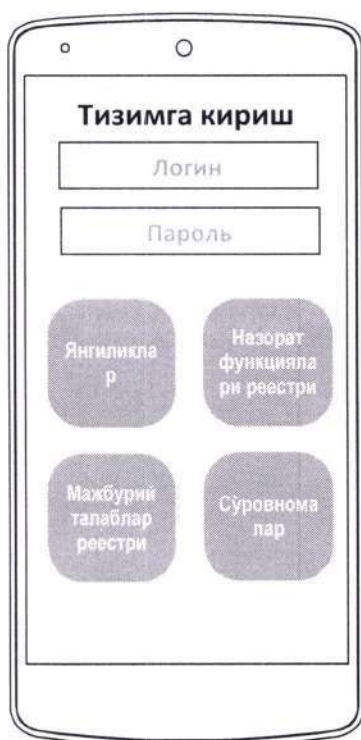 Тизимга кириш
Логин
Пароль
Янгиликла
р
Назорат
функцияла
ри реестри
Мажбурий
талаблар
реестри
Сўровнома
лар